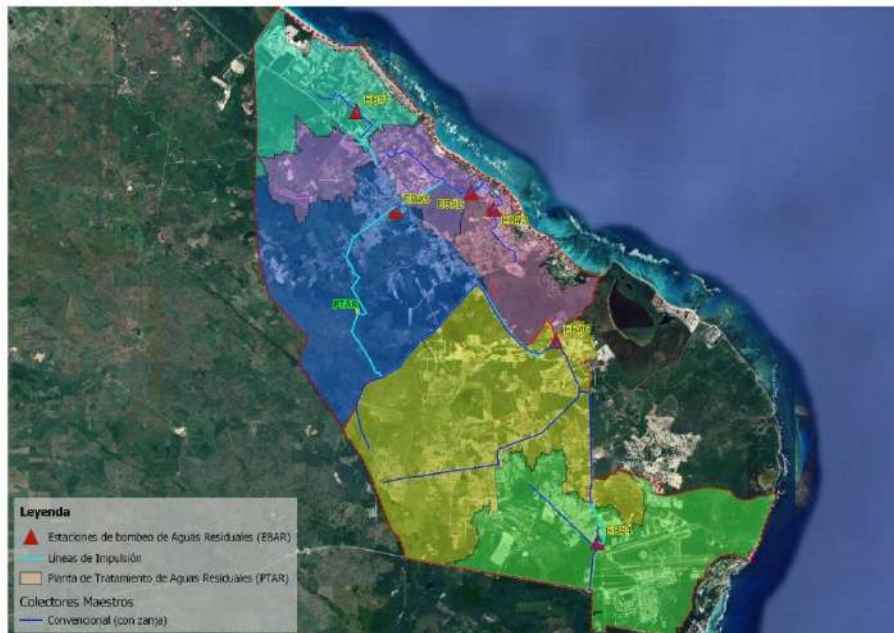 PTAR
Leyenda
Estaciones de bombeo de Aguas Residuales (EBAR)
Líneas de Impulsión
Planta de Tratamiento de Aguas Residuales (PTAR)
Colectores Maestros
Convencional (con zanja)